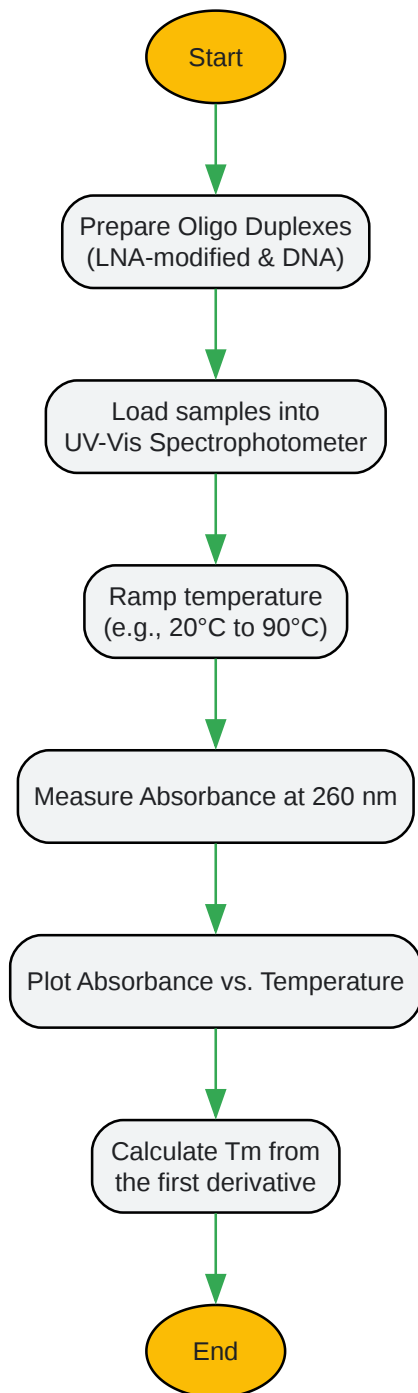 Start
Prepare Oligo Duplexes
(LNA-modified & DNA)
Load samples into
UV-Vis Spectrophotometer
Ramp temperature
(e.g., 20°C to 90°C)
Measure Absorbance at 260 nm
Plot Absorbance vs. Temperature
Calculate Tm from
the first derivative
End